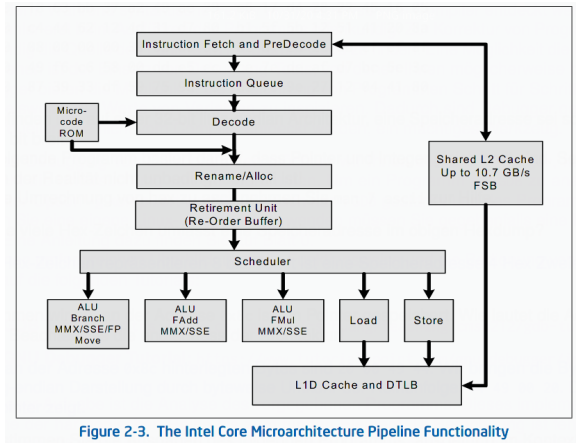 Instruction Fetch and PreDecode
Instruction Queue
Micro-
code
ROM
Decode
Shared L2 Cache
Up to 10.7 GB/s
FSB
Rename/Alloc
Retirement Unit
(Re-Order Buffer)
Scheduler
ALU
Branch
MMX/SSE/FP
Move
ALU
FAdd
MMX/SSE
ALU
FMul
MMX/SSE
Load
Store
L1D Cache and DTLB
Figure 2-3. The Intel Core Microarchitecture Pipeline Functionality